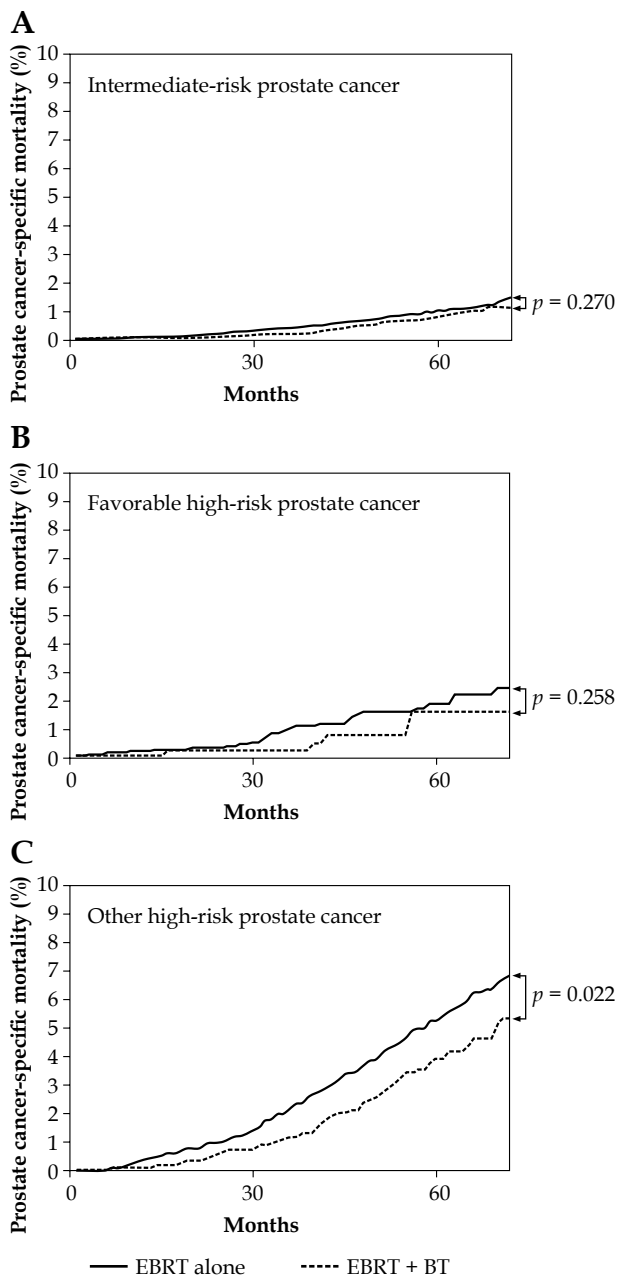 A
Prostate cancer-specific mortality (%)
10
9
8
7
6
5
4
3
2
1
0
Intermediate-risk prostate cancer
p = 0.270
0 30 60
Months
B
Prostate cancer-specific mortality (%)
10
9
8
7
6
5
4
3
2
1
0
Favorable high-risk prostate cancer
p = 0.258
0 30 60
Months
C
Prostate cancer-specific mortality (%)
10
9
8
7
6
5
4
3
2
1
0
Other high-risk prostate cancer
p = 0.022
0 30 60
Months
EBRT alone EBRT + BT